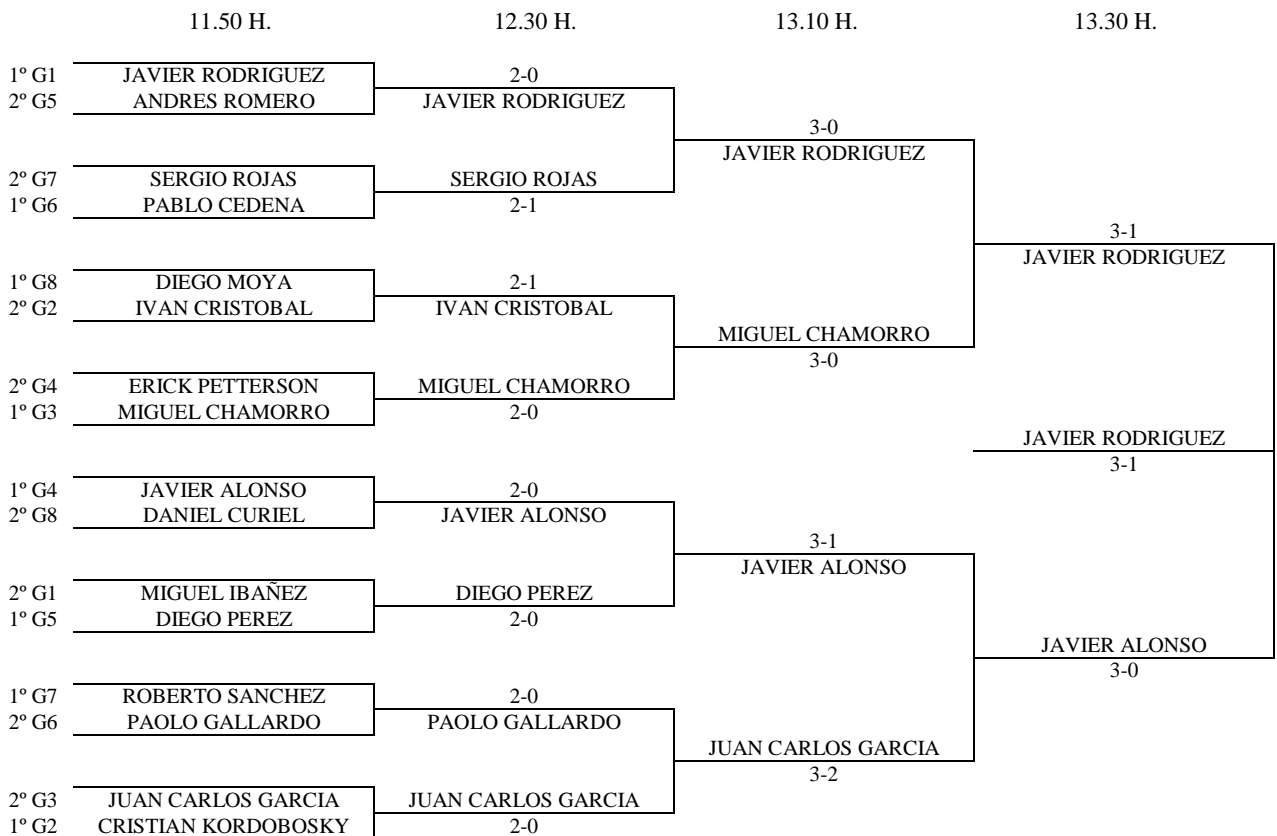 11.50 H. 12.30 H. 13.10 H. 13.30 H.
1º G1 JAVIER RODRIGUEZ 2-0
2º G5 ANDRES ROMERO JAVIER RODRIGUEZ
3-0
JAVIER RODRIGUEZ
2º G7 SERGIO ROJAS SERGIO ROJAS
1º G6 PABLO CEDENA 2-1
3-1
JAVIER RODRIGUEZ
1º G8 DIEGO MOYA 2-1
2º G2 IVAN CRISTOBAL IVAN CRISTOBAL
MIGUEL CHAMORRO
3-0
2º G4 ERICK PETTERSON MIGUEL CHAMORRO
1º G3 MIGUEL CHAMORRO 2-0
JAVIER RODRIGUEZ
3-1
1º G4 JAVIER ALONSO 2-0
2º G8 DANIEL CURIEL JAVIER ALONSO
3-1
JAVIER ALONSO
2º G1 MIGUEL IBAÑEZ DIEGO PEREZ
1º G5 DIEGO PEREZ 2-0
JAVIER ALONSO
3-0
1º G7 ROBERTO SANCHEZ 2-0
2º G6 PAOLO GALLARDO PAOLO GALLARDO
JUAN CARLOS GARCIA
3-2
2º G3 JUAN CARLOS GARCIA JUAN CARLOS GARCIA
1º G2 CRISTIAN KORDOBOSKY 2-0